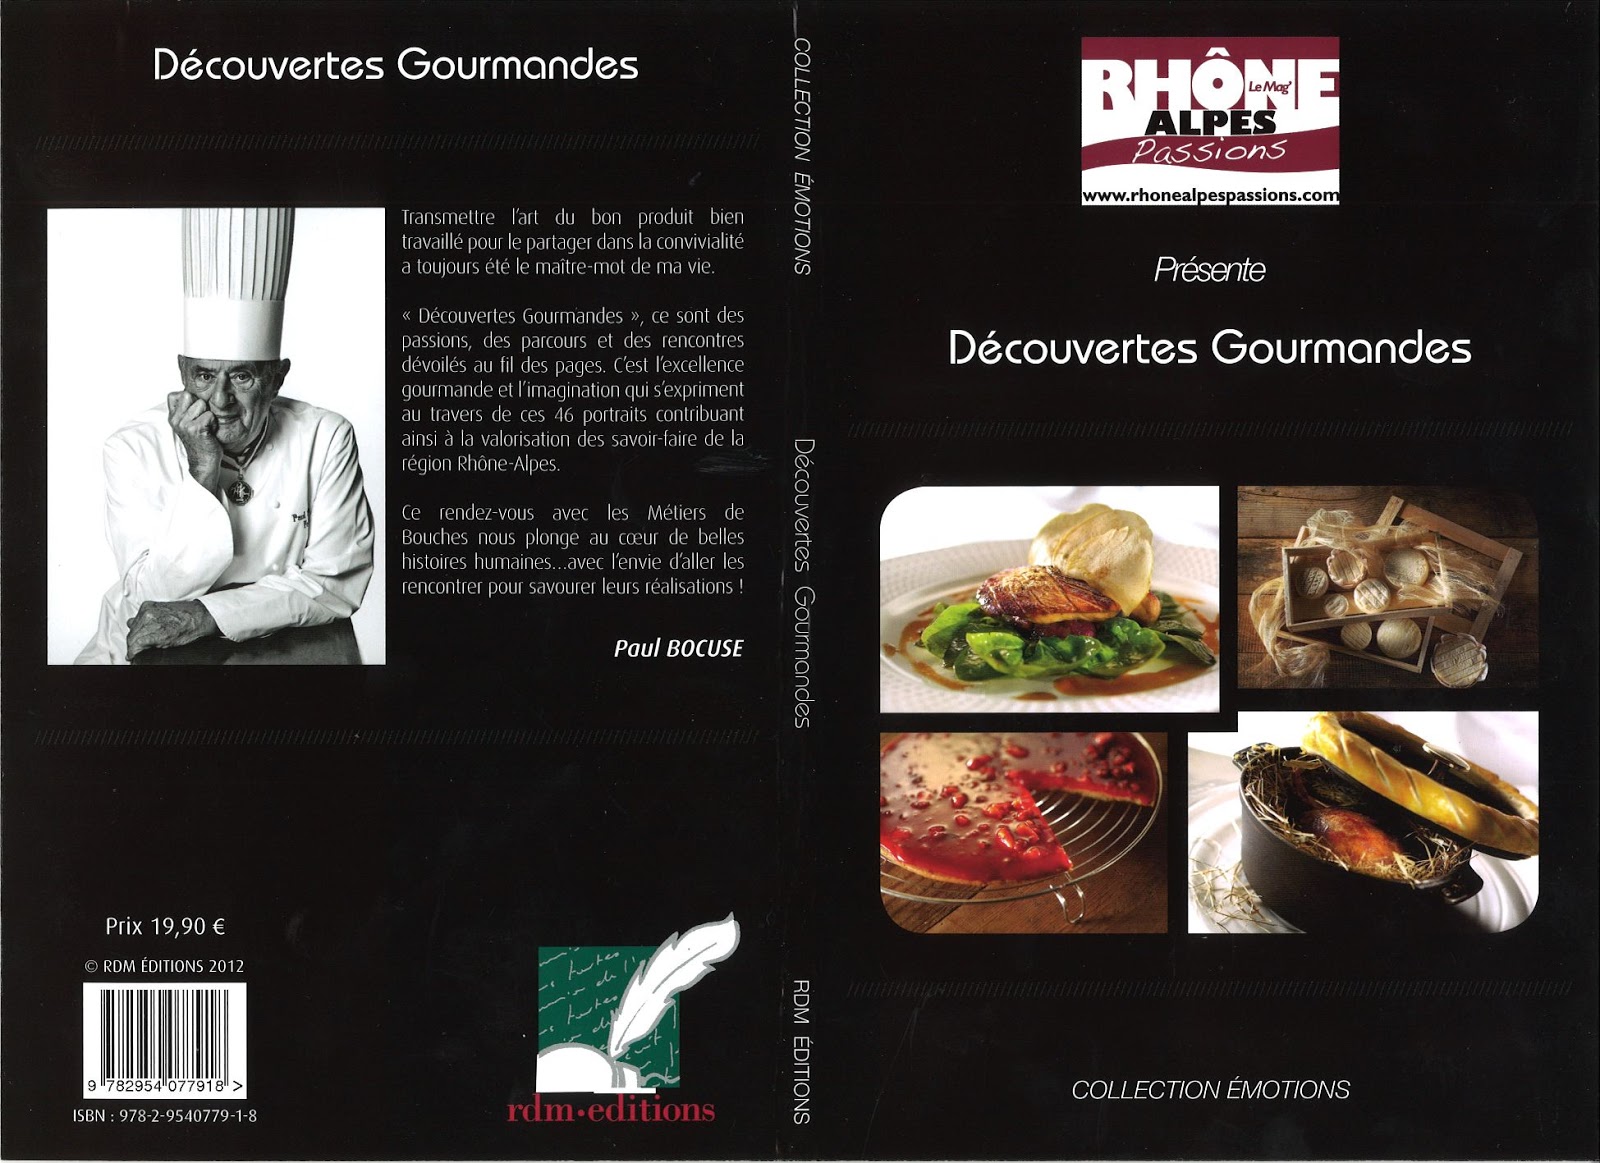 Découvertes Gourmandes
Transmettre l'art du bon produit bien
travaillé pour le partager dans la convivialité
a toujours été le maître-mot de ma vie.
« Découvertes Gourmandes », ce sont des
passions, des parcours et des rencontres
dévoilés au fil des pages. C'est l'excellence
gourmande et l'imagination qui s'expriment
au travers de ces 46 portraits contribuant
ainsi à la valorisation des savoir-faire de la
région Rhône-Alpes.
Ce rendez-vous avec les Métiers de
Bouches nous plonge au cœur de belles
histoires humaines...avec l'envie d'aller les
rencontrer pour savourer leurs réalisations !
Paul BOCUSE
Prix 19,90 €
© RDM ÉDITIONS 2012
9 782954 077918 >
ISBN : 978-2-9540779-1-8
rdm•editions
COLLECTION ÉMOTIONS
Découvertes Gourmandes
RDM ÉDITIONS
RHÔNE
Le Mag'
ALPES
Passions
www.rhonealpespassions.com
Présente
Découvertes Gourmandes
COLLECTION ÉMOTIONS